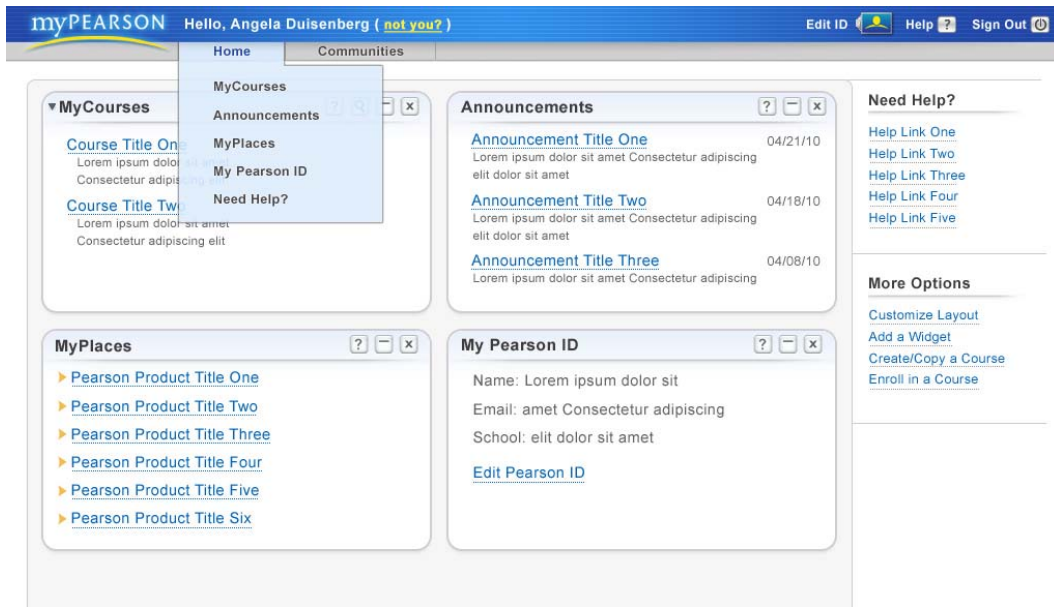 myPEARSON Hello, Angela Duisenberg ( not you? ) Edit ID Help ? Sign Out
Home Communities
MyCourses
Announcements
MyPlaces
My Pearson ID
Need Help?
MyCourses ? x
Course Title One
Lorem ipsum dolor sit amet
Consectetur adipiscing elit
Course Title Two
Lorem ipsum dolor sit amet
Consectetur adipiscing elit
Announcements ? x
Announcement Title One 04/21/10
Lorem ipsum dolor sit amet Consectetur adipiscing
elit dolor sit amet
Announcement Title Two 04/18/10
Lorem ipsum dolor sit amet Consectetur adipiscing
elit dolor sit amet
Announcement Title Three 04/08/10
Lorem ipsum dolor sit amet Consectetur adipiscing
MyPlaces ? x
Pearson Product Title One
Pearson Product Title Two
Pearson Product Title Three
Pearson Product Title Four
Pearson Product Title Five
Pearson Product Title Six
My Pearson ID ? x
Name: Lorem ipsum dolor sit
Email: amet Consectetur adipiscing
School: elit dolor sit amet
Edit Pearson ID
Need Help?
Help Link One
Help Link Two
Help Link Three
Help Link Four
Help Link Five
More Options
Customize Layout
Add a Widget
Create/Copy a Course
Enroll in a Course